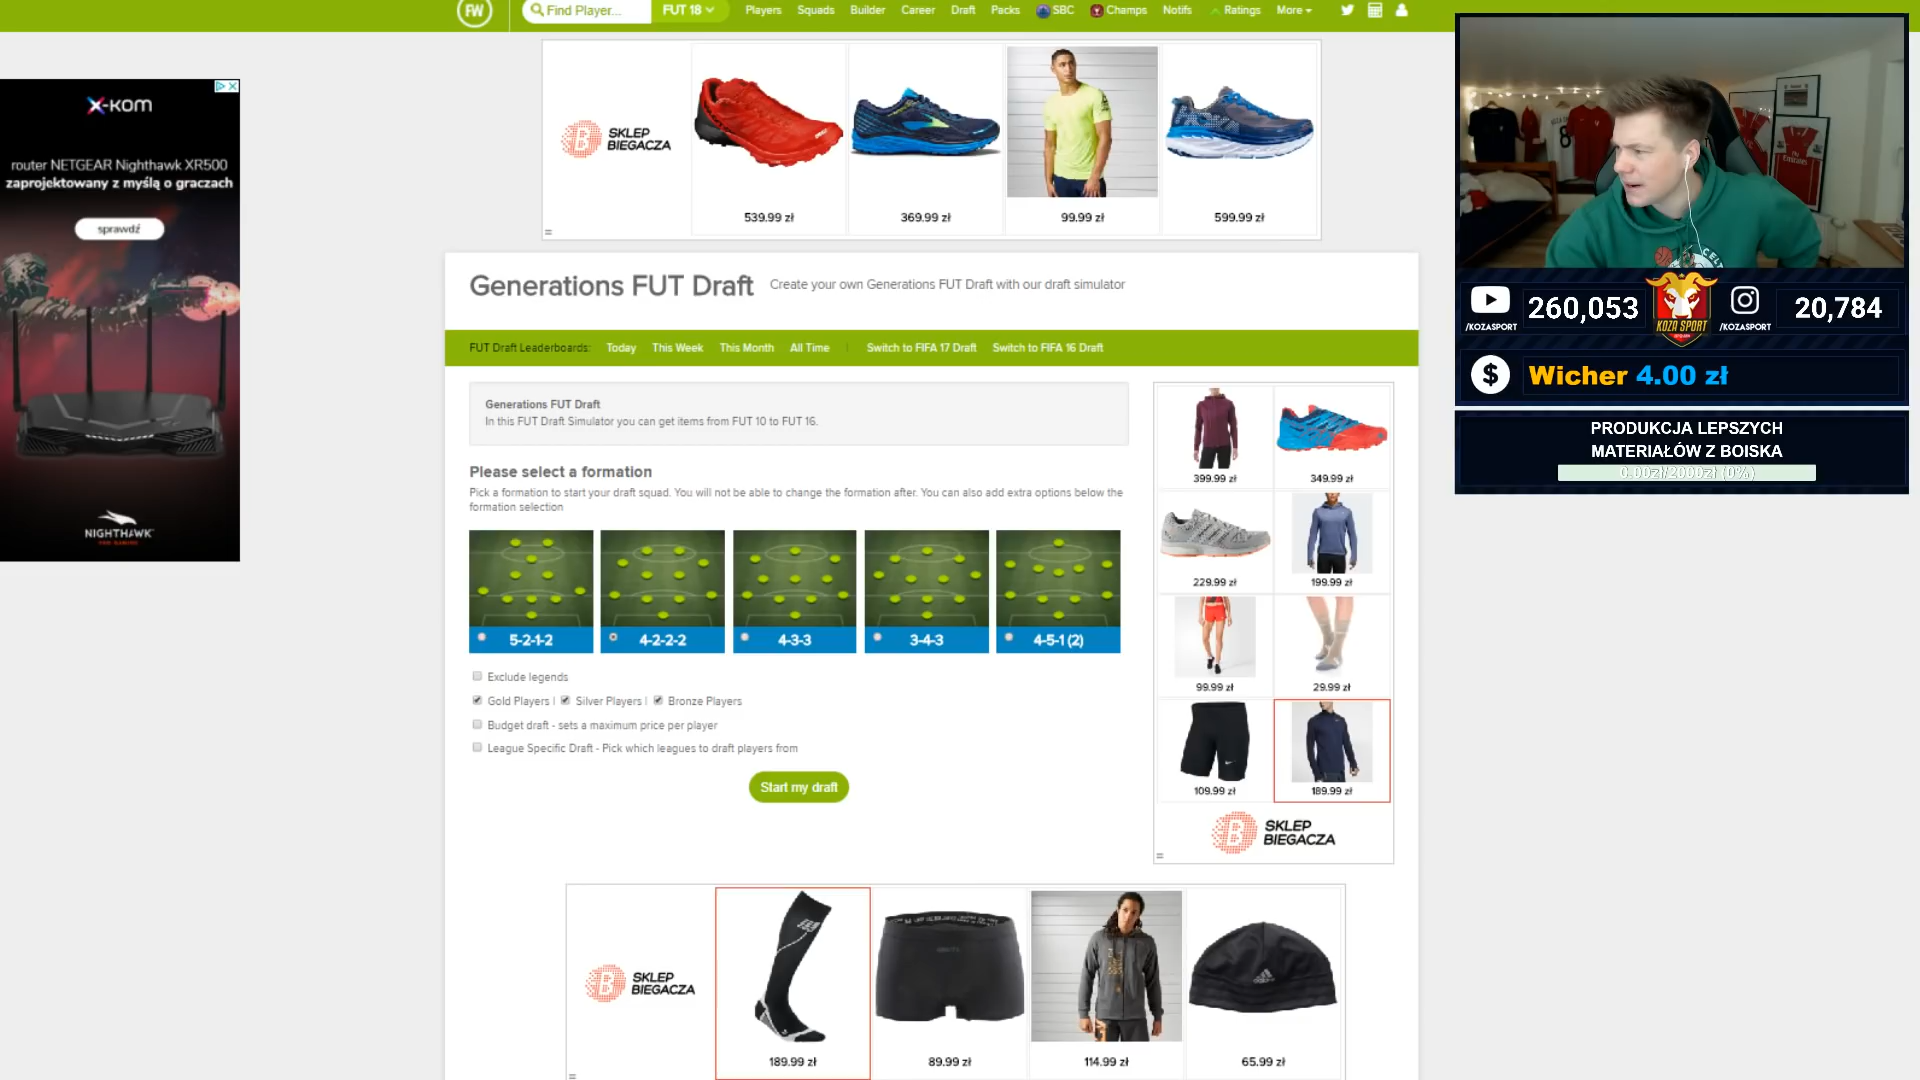 FW
Find Player...
FUT 18
Players
Squads
Builder
Career
Draft
Packs
SBC
Champs
Notifs
Ratings
More
X-KOM
router NETGEAR Nighthawk XR500
zaprojektowany z myślą o graczach
sprawdź
NIGHTHAWK
SKLEP
BIEGACZA
539.99 zł
369.99 zł
99.99 zł
599.99 zł
Generations FUT Draft
Create your own Generations FUT Draft with our draft simulator
FUT Draft Leaderboards:
Today
This Week
This Month
All Time
Switch to FIFA 17 Draft
Switch to FIFA 16 Draft
Generations FUT Draft
In this FUT Draft Simulator you can get items from FUT 10 to FUT 16.
Please select a formation
Pick a formation to start your draft squad. You will not be able to change the formation after. You can also add extra options below the
formation selection
5-2-1-2
4-2-2-2
4-3-3
3-4-3
4-5-1 (2)
Exclude legends
Gold Players |
Silver Players |
Bronze Players
Budget draft - sets a maximum price per player
League Specific Draft - Pick which leagues to draft players from
Start my draft
399.99 zł
349.99 zł
229.99 zł
199.99 zł
99.99 zł
29.99 zł
109.99 zł
189.99 zł
SKLEP
BIEGACZA
SKLEP
BIEGACZA
189.99 zł
89.99 zł
114.99 zł
65.99 zł
8
/KOZASPORT
260,053
KOZA SPORT
/KOZASPORT
20,784
$
Wicher 4.00 zł
PRODUKCJA LEPSZYCH
MATERIAŁÓW Z BOISKA
0.00zł/2000zł (0%)